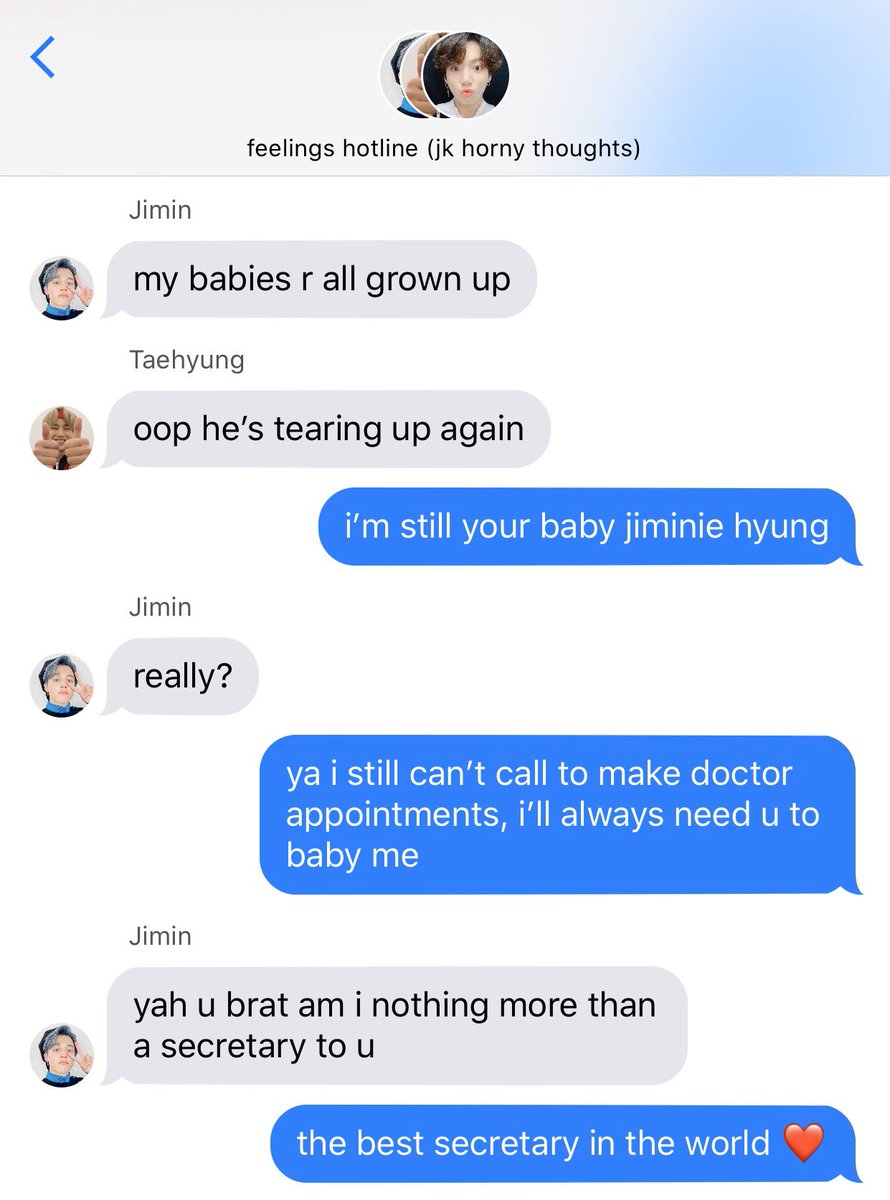 feelings hotline (jk horny thoughts)
Jimin
my babies r all grown up
Taehyung
oop he’s tearing up again
i’m still your baby jiminie hyung
Jimin
really?
ya i still can’t call to make doctor
appointments, i’ll always need u to
baby me
Jimin
yah u brat am i nothing more than
a secretary to u
the best secretary in the world ❤️